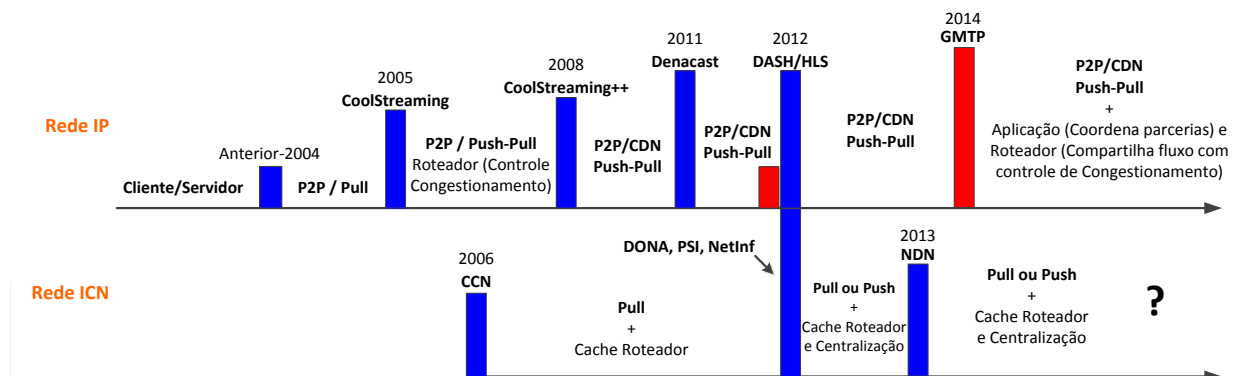 2014
GMTP
2011
Denacast
2012
DASH/HLS
2008
CoolStreaming++
2005
CoolStreaming
P2P/CDN
Push-Pull
+
Aplicação (Coordena parcerias) e
Roteador (Compartilha fluxo com
controle de Congestionamento)
Rede IP
Anterior-2004
Cliente/Servidor
P2P / Pull
P2P / Push-Pull
Roteador (Controle
Congestionamento)
P2P/CDN
Push-Pull
P2P/CDN
Push-Pull
P2P/CDN
Push-Pull
Rede ICN
2006
CCN
Pull
+
Cache Roteador
DONA, PSI, NetInf
Pull ou Push
+
Cache Roteador
e Centralização
2013
NDN
Pull ou Push
+
Cache Roteador
e Centralização
?